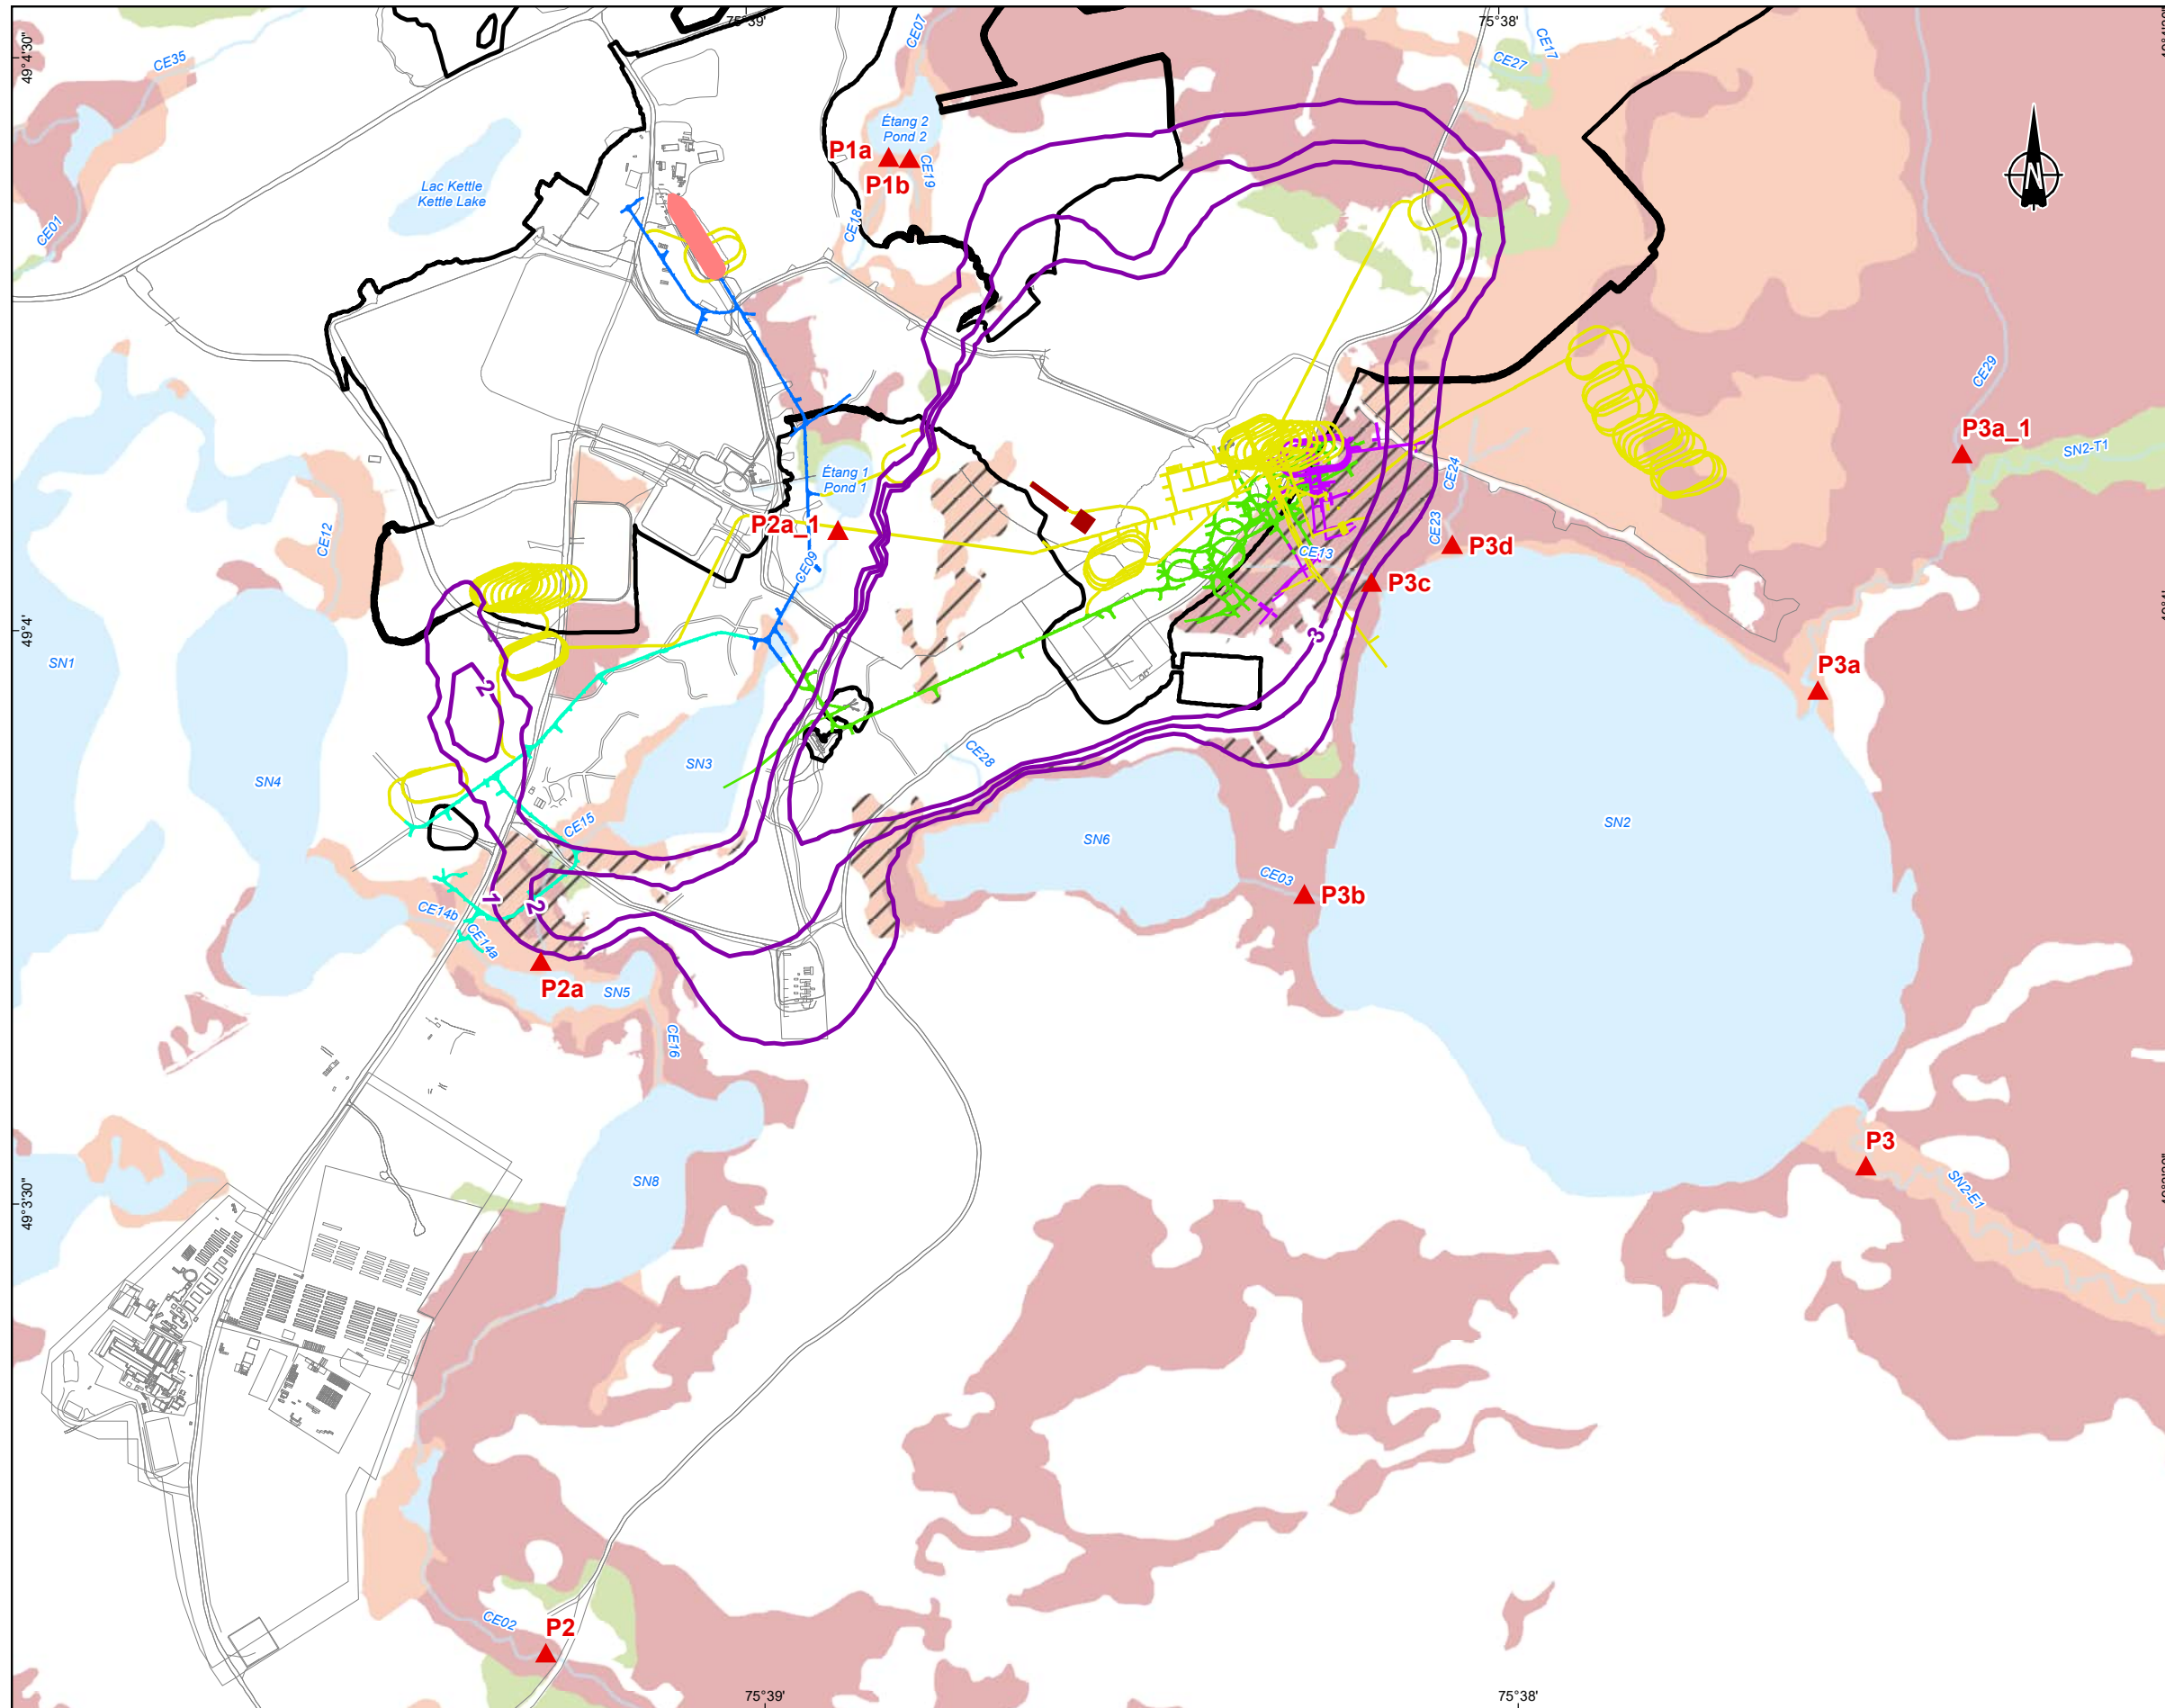 75°39'
75°38'
49°4'30"
CE35
CE07
CE17
CE27
Étang 2
Pond 2
P1a
P1b
CE19
CE18
Lac Kettle
Kettle Lake
CE01
N
CE29
P3a_1
SN2-T1
Étang 1
Pond 1
P2a_1
CE24
CE23
CE12
CE09
CE13
P3d
P3c
49°4'
3
SN1
P3a
2
SN3
CE28
SN4
SN2
CE15
SN6
CE03
P3b
1
2
CE14b
CE14a
P2a
SN5
CE16
P3
SN8
SN2-E1
49°3'30"
CE02
P2
75°39'
75°38'